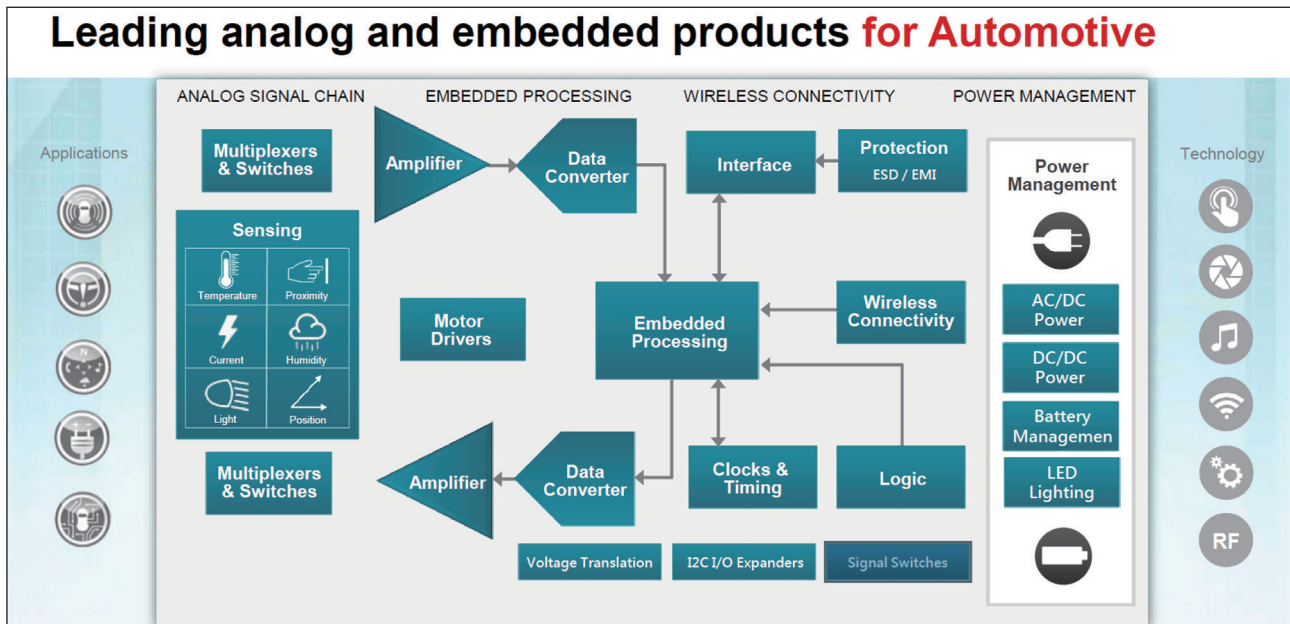 Leading analog and embedded products for Automotive
ANALOG SIGNAL CHAIN
EMBEDDED PROCESSING
WIRELESS CONNECTIVITY
POWER MANAGEMENT
Applications
Multiplexers
& Switches
Amplifier
Data
Converter
Interface
Protection
ESD / EMI
Power
Management
Technology
Sensing
Temperature
Proximity
Current
Humidity
Light
Position
N
Motor
Drivers
Embedded
Processing
Wireless
Connectivity
AC/DC
Power
DC/DC
Power
Battery
Managemen
LED
Lighting
Multiplexers
& Switches
Amplifier
Data
Converter
Clocks &
Timing
Logic
Voltage Translation
I2C I/O Expanders
Signal Switches
RF